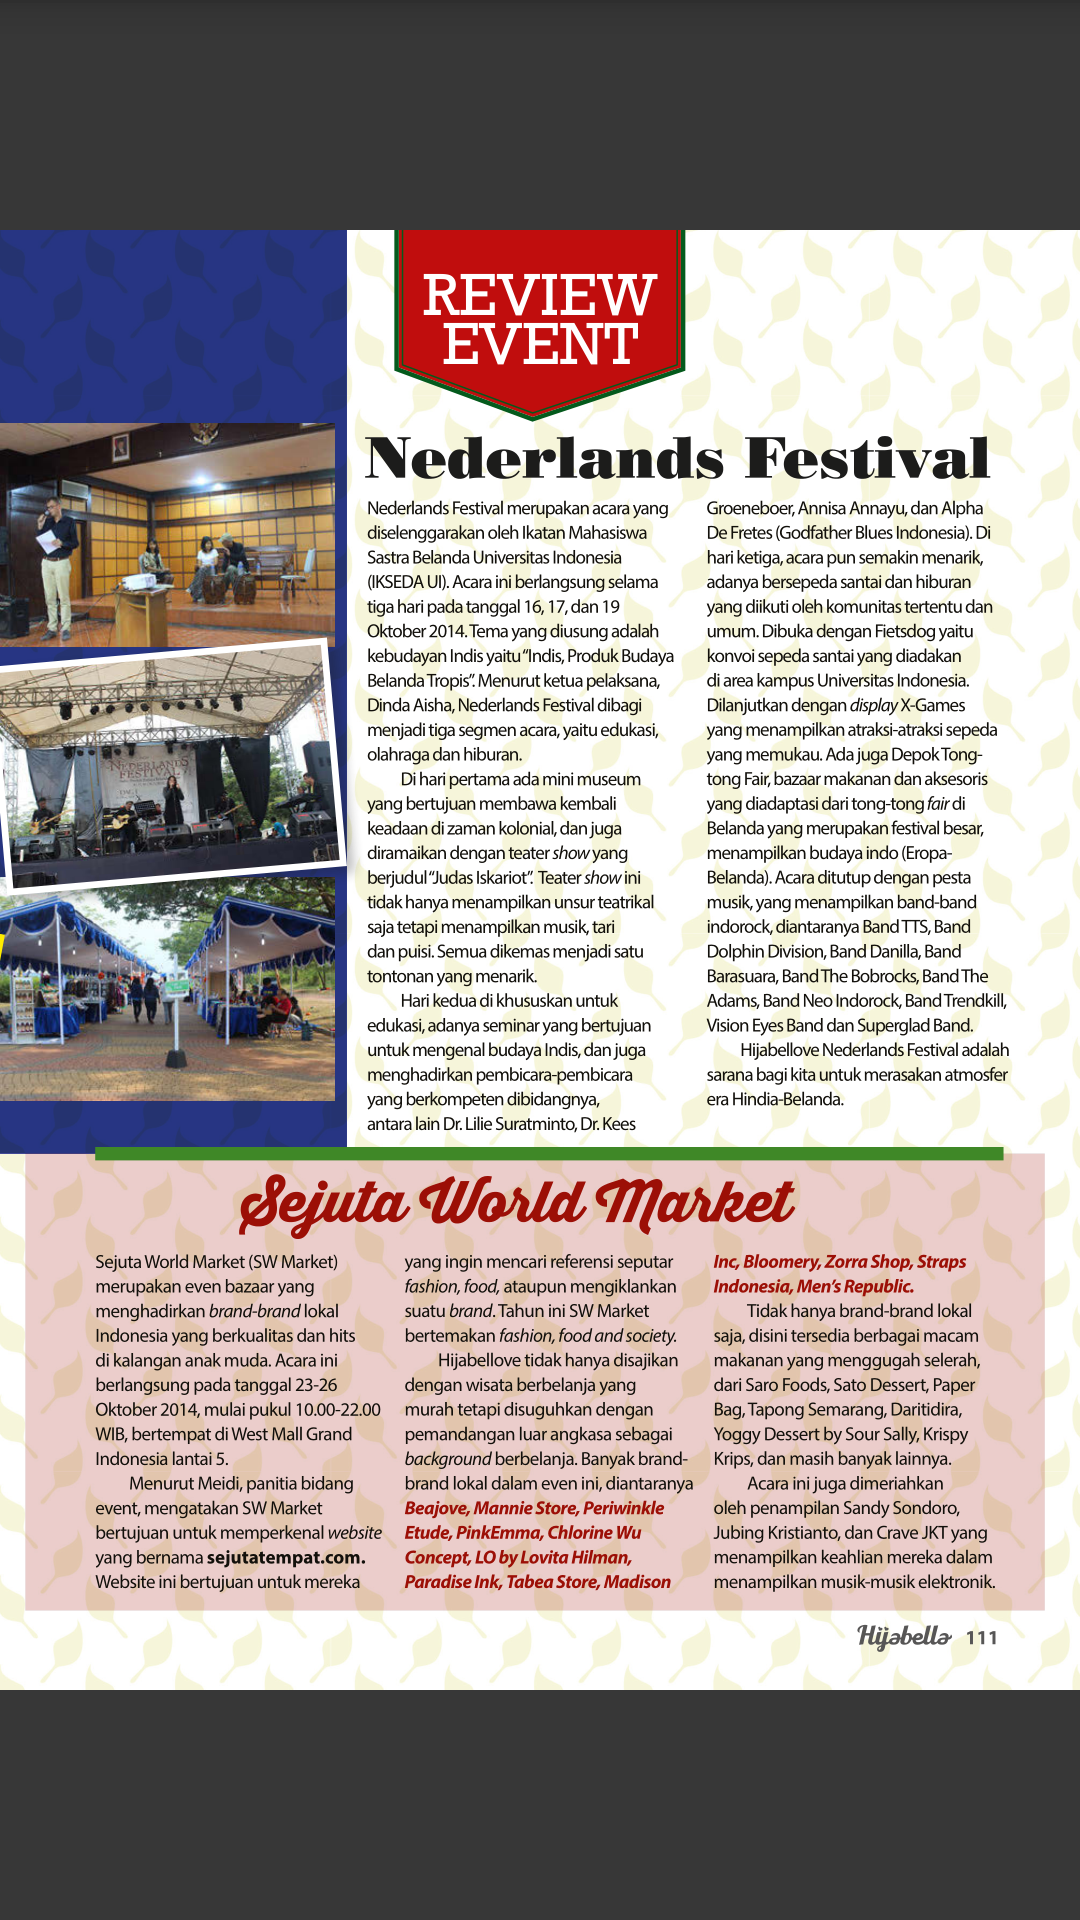 REVIEW
EVENT
Nederlands Festival
Nederlands Festival merupakan acara yang
diselenggarakan oleh Ikatan Mahasiswa
Sastra Belanda Universitas Indonesia
(IKSEDA UI). Acara ini berlangsung selama
tiga hari pada tanggal 16, 17, dan 19
Oktober 2014. Tema yang diusung adalah
kebudayan Indis yaitu “Indis, Produk Budaya
Belanda Tropis”. Menurut ketua pelaksana,
Dinda Aisha, Nederlands Festival dibagi
menjadi tiga segmen acara, yaitu edukasi,
olahraga dan hiburan.
Di hari pertama ada mini museum
yang bertujuan membawa kembali
keadaan di zaman kolonial, dan juga
diramaikan dengan teater show yang
berjudul “Judas Iskariot”. Teater show ini
tidak hanya menampilkan unsur teatrikal
saja tetapi menampilkan musik, tari
dan puisi. Semua dikemas menjadi satu
tontonan yang menarik.
Hari kedua di khususkan untuk
edukasi, adanya seminar yang bertujuan
untuk mengenal budaya Indis, dan juga
menghadirkan pembicara-pembicara
yang berkompeten dibidangnya,
antara lain Dr. Lilie Suratminto, Dr. Kees
Groeneboer, Annisa Annayu, dan Alpha
De Fretes (Godfather Blues Indonesia). Di
hari ketiga, acara pun semakin menarik,
adanya bersepeda santai dan hiburan
yang diikuti oleh komunitas tertentu dan
umum. Dibuka dengan Fietsdog yaitu
konvoi sepeda santai yang diadakan
di area kampus Universitas Indonesia.
Dilanjutkan dengan display X-Games
yang menampilkan atraksi-atraksi sepeda
yang memukau. Ada juga Depok Tong-
tong Fair, bazaar makanan dan aksesoris
yang diadaptasi dari tong-tong fair di
Belanda yang merupakan festival besar,
menampilkan budaya indo (Eropa-
Belanda). Acara ditutup dengan pesta
musik, yang menampilkan band-band
indorock, diantaranya Band TTS, Band
Dolphin Division, Band Danilla, Band
Barasuara, Band The Bobrocks, Band The
Adams, Band Neo Indorock, Band Trendkill,
Vision Eyes Band dan Superglad Band.
Hijabellove Nederlands Festival adalah
sarana bagi kita untuk merasakan atmosfer
era Hindia-Belanda.
NEDERLANDS
FESTIVAL
Sejuta World Market
Sejuta World Market (SW Market)
merupakan even bazaar yang
menghadirkan brand-brand lokal
Indonesia yang berkualitas dan hits
di kalangan anak muda. Acara ini
berlangsung pada tanggal 23-26
Oktober 2014, mulai pukul 10.00-22.00
WIB, bertempat di West Mall Grand
Indonesia lantai 5.
Menurut Meidi, panitia bidang
event, mengatakan SW Market
bertujuan untuk memperkenal website
yang bernama sejutatempat.com.
Website ini bertujuan untuk mereka
yang ingin mencari referensi seputar
fashion, food, ataupun mengiklankan
suatu brand. Tahun ini SW Market
bertemakan fashion, food and society.
Hijabellove tidak hanya disajikan
dengan wisata berbelanja yang
murah tetapi disuguhkan dengan
pemandangan luar angkasa sebagai
background berbelanja. Banyak brand-
brand lokal dalam even ini, diantaranya
Beajove, Mannie Store, Periwinkle
Etude, PinkEmma, Chlorine Wu
Concept, LO by Lovita Hilman,
Paradise Ink, Tabea Store, Madison
Inc, Bloomery, Zorra Shop, Straps
Indonesia, Men’s Republic.
Tidak hanya brand-brand lokal
saja, disini tersedia berbagai macam
makanan yang menggugah selerah,
dari Saro Foods, Sato Dessert, Paper
Bag, Tapong Semarang, Daritidira,
Yoggy Dessert by Sour Sally, Krispy
Krips, dan masih banyak lainnya.
Acara ini juga dimeriahkan
oleh penampilan Sandy Sondoro,
Jubing Kristianto, dan Crave JKT yang
menampilkan keahlian mereka dalam
menampilkan musik-musik elektronik.
Hijabella 111